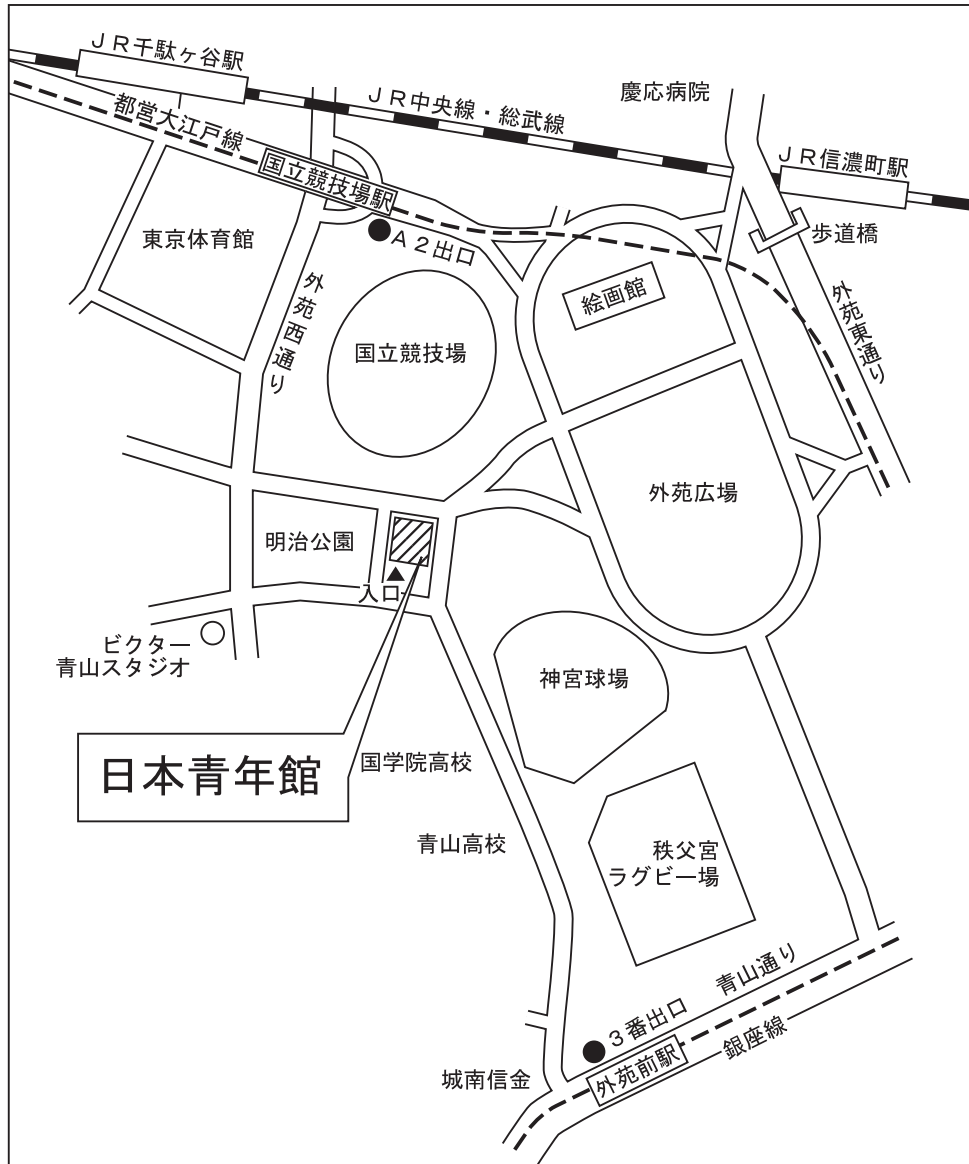 ＪＲ千駄ヶ谷駅
ＪＲ中央線・総武線
慶応病院
都営大江戸線
国立競技場駅
ＪＲ信濃町駅
東京体育館
Ａ２出口
歩道橋
絵画館
外苑西通り
国立競技場
外苑東通り
外苑広場
明治公園
入口
ビクター
青山スタジオ
神宮球場
日本青年館
国学院高校
青山高校
秩父宮
ラグビー場
青山通り
３番出口
銀座線
外苑前駅
城南信金